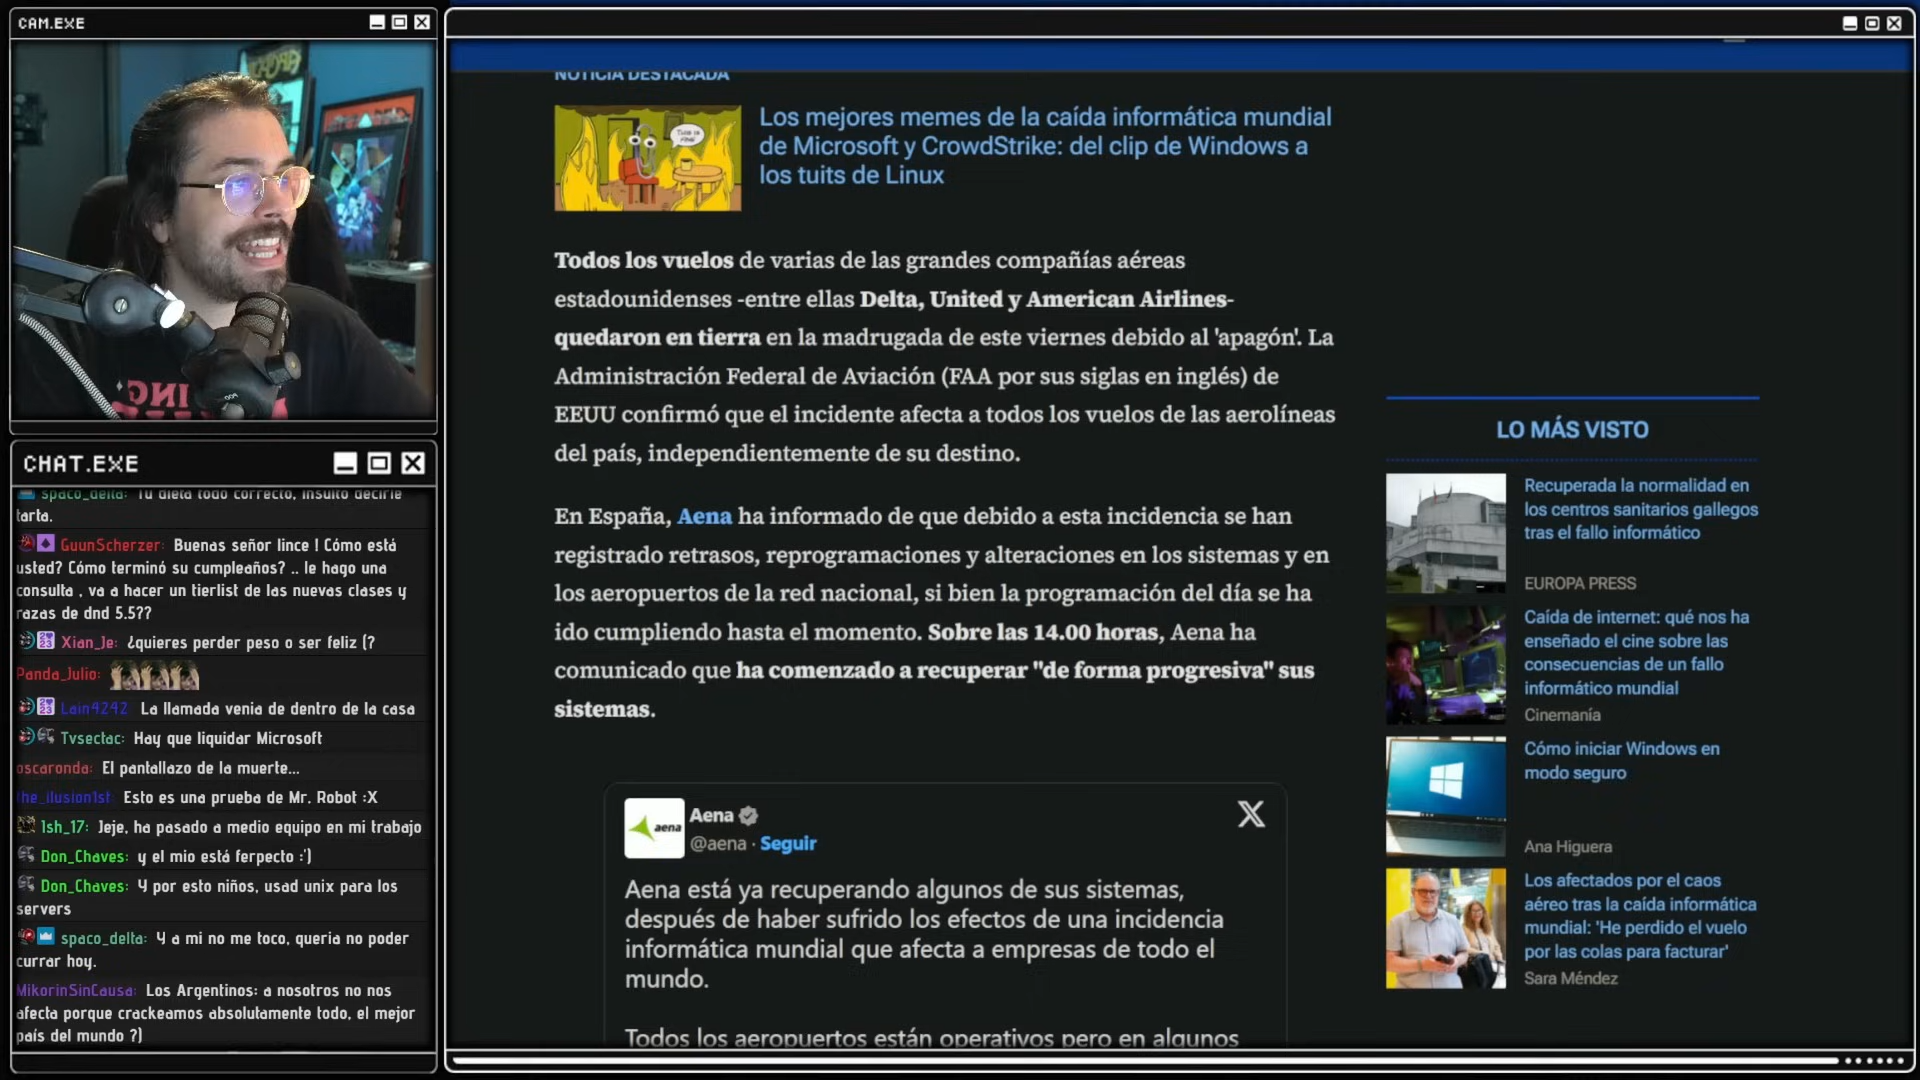 CAM.EXE
CHAT.EXE
spaco_delta: Tu dieta todo correcto, insulto decirle
tarta.
GuunScherzer: Buenas señor lince ! Cómo está
usted? Cómo terminó su cumpleaños? .. le hago una
consulta , va a hacer un tierlist de las nuevas clases y
razas de dnd 5.5??
Xian_Je: ¿quieres perder peso o ser feliz (?
Panda_Julio:
Lain4242 La llamada venia de dentro de la casa
Tvsectac: Hay que liquidar Microsoft
oscaronda: El pantallazo de la muerte...
the_ilusion1st: Esto es una prueba de Mr. Robot :X
1sh_17: Jeje, ha pasado a medio equipo en mi trabajo
Don_Chaves: y el mio está ferpecto :')
Don_Chaves: Y por esto niños, usad unix para los
servers
spaco_delta: Y a mi no me toco, queria no poder
currar hoy.
MikorinSinCausa: Los Argentinos: a nosotros no nos
afecta porque crackeamos absolutamente todo, el mejor
país del mundo ?)
NOTICIA DESTACADA
THIS IS
FINE.
Los mejores memes de la caída informática mundial
de Microsoft y CrowdStrike: del clip de Windows a
los tuits de Linux
Todos los vuelos de varias de las grandes compañías aéreas
estadounidenses -entre ellas Delta, United y American Airlines-
quedaron en tierra en la madrugada de este viernes debido al 'apagón'. La
Administración Federal de Aviación (FAA por sus siglas en inglés) de
EEUU confirmó que el incidente afecta a todos los vuelos de las aerolíneas
del país, independientemente de su destino.
En España, Aena ha informado de que debido a esta incidencia se han
registrado retrasos, reprogramaciones y alteraciones en los sistemas y en
los aeropuertos de la red nacional, si bien la programación del día se ha
ido cumpliendo hasta el momento. Sobre las 14.00 horas, Aena ha
comunicado que ha comenzado a recuperar "de forma progresiva" sus
sistemas.
aena
Aena
@aena · Seguir
Aena está ya recuperando algunos de sus sistemas,
después de haber sufrido los efectos de una incidencia
informática mundial que afecta a empresas de todo el
mundo.
Todos los aeropuertos están operativos pero en algunos
LO MÁS VISTO
Recuperada la normalidad en
los centros sanitarios gallegos
tras el fallo informático
EUROPA PRESS
Caída de internet: qué nos ha
enseñado el cine sobre las
consecuencias de un fallo
informático mundial
Cinemanía
Cómo iniciar Windows en
modo seguro
Ana Higuera
Los afectados por el caos
aéreo tras la caída informática
mundial: 'He perdido el vuelo
por las colas para facturar'
Sara Méndez